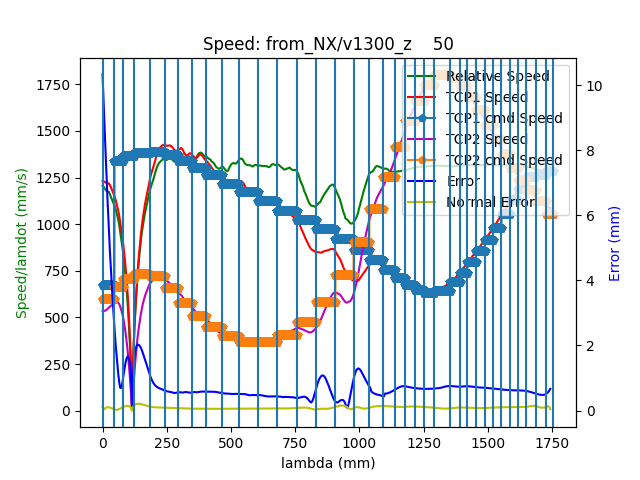 Speed: from_NX/v1300_z    50
Relative Speed
TCP1 Speed
TCP1 cmd Speed
TCP2 Speed
TCP2 cmd Speed
Error
Normal Error
Speed/lamdot (mm/s)
1750
1500
1250
1000
750
500
250
0
Error (mm)
10
8
6
4
2
0
0 250 500 750 1000 1250 1500 1750
lambda (mm)